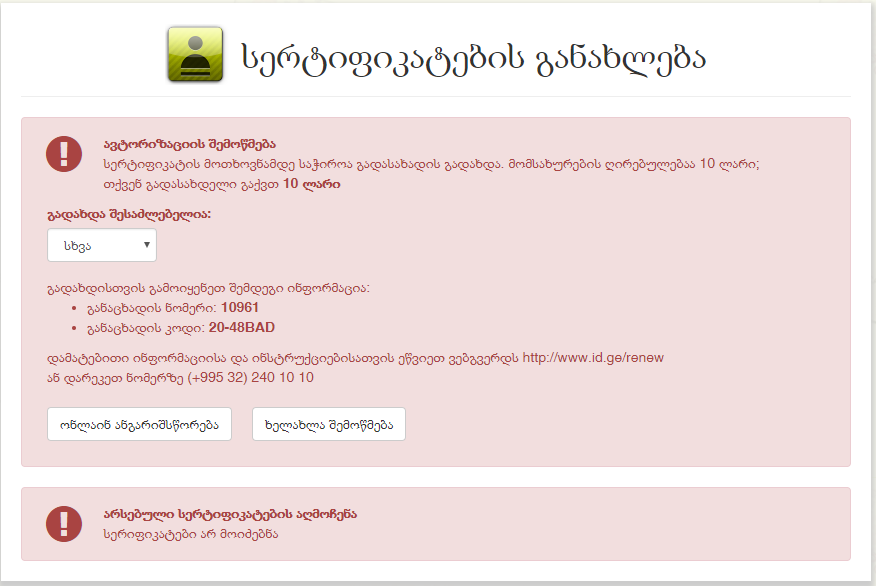 სერტიფიკატების განახლება
ავტორიზაციის შემოწმება
სერტიფიკატის მოთხოვნამდე საჭიროა გადასახადის გადახდა. მომსახურების ღირებულებაა 10 ლარი;
თქვენ გადასახდელი გაქვთ 10 ლარი
გადახდა შესაძლებელია:
სხვა
გადახდისთვის გამოიყენეთ შემდეგი ინფორმაცია:
• განაცხადის ნომერი: 10961
• განაცხადის კოდი: 20-48BAD
დამატებითი ინფორმაციისა და ინსტრუქციებისათვის ეწვიეთ ვებგვერდს http://www.id.ge/renew
ან დარეკეთ ნომერზე (+995 32) 240 10 10
ონლაინ ანგარიშსწორება ხელახლა შემოწმება
არსებული სერტიფიკატების აღმოჩენა
სერიფიკატები არ მოიძებნა